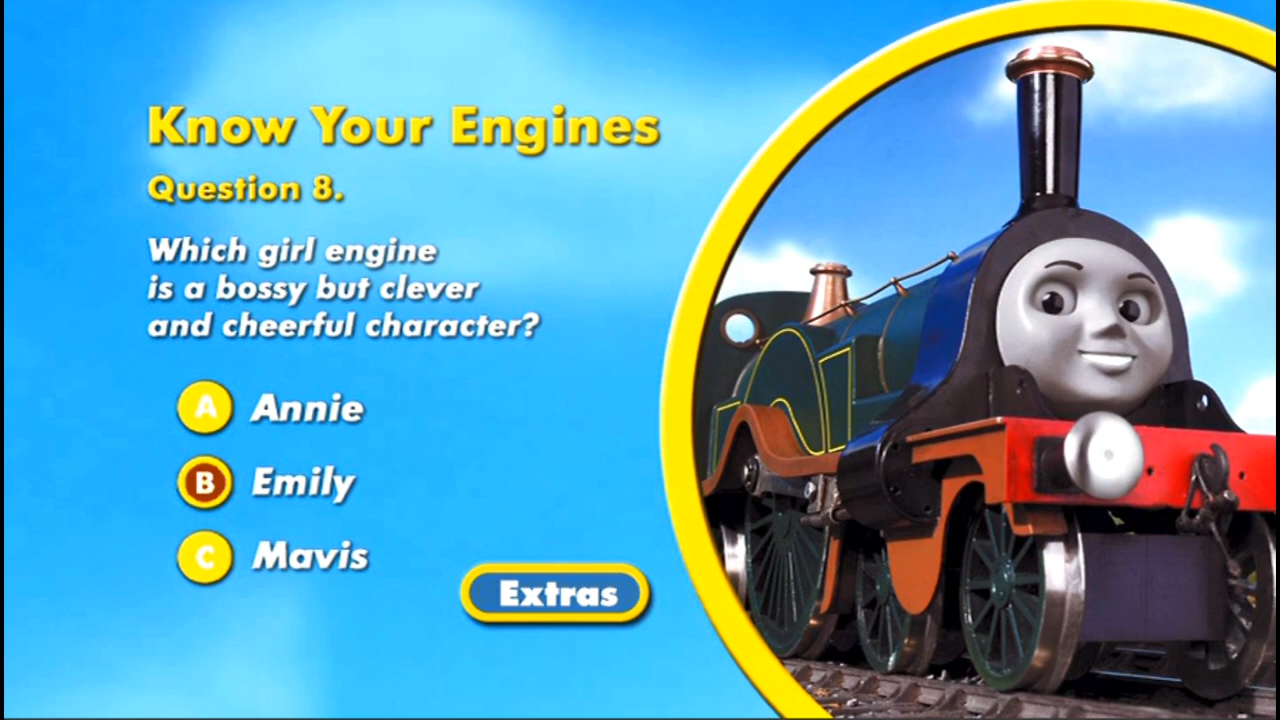 Know Your Engines
Question 8.
Which girl engine
is a bossy but clever
and cheerful character?
A Annie
B Emily
C Mavis
Extras